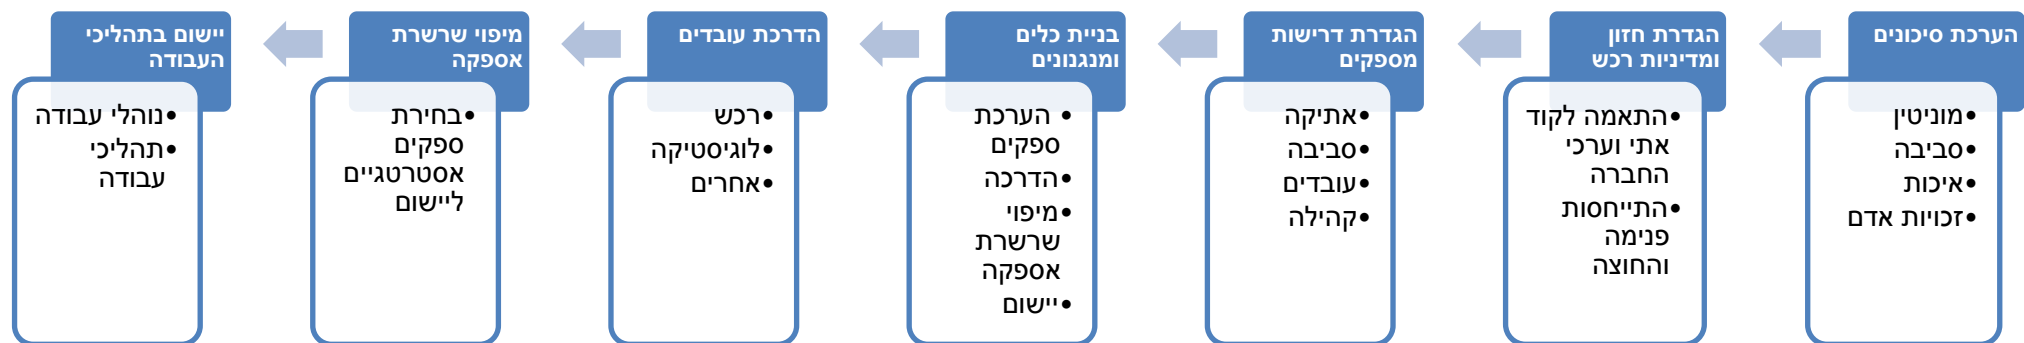 הערכת סיכונים
•מוניטין
•סביבה
•איכות
•זכויות אדם
הגדרת חזון
ומדיניות רכש
•התאמה לקוד
אתי וערכי
החברה
•התייחסות
פנימה
והחוצה
הגדרת דרישות
מספקים
•אתיקה
•סביבה
•עובדים
•קהילה
בניית כלים
ומנגנונים
• הערכת
ספקים
•הדרכה
•מיפוי
שרשרת
אספקה
•יישום
הדרכת עובדים
•רכש
•לוגיסטיקה
•אחרים
מיפוי שרשרת
אספקה
•בחירת
ספקים
אסטרטגיים
ליישום
יישום בתהליכי
העבודה
•נוהלי עבודה
•תהליכי
עבודה